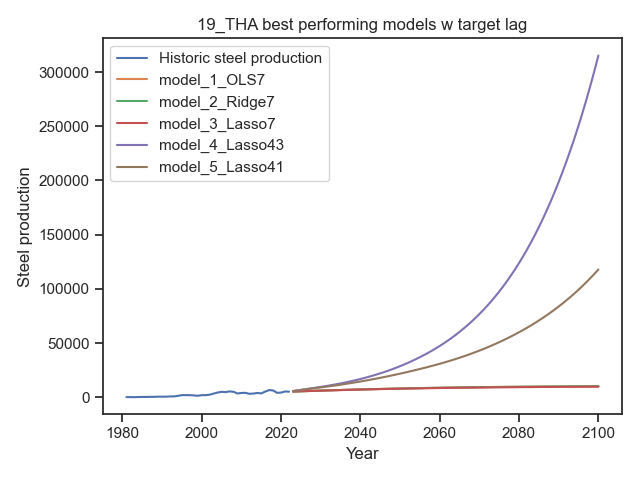 19_THA best performing models w target lag
Historic steel production
model_1_OLS7
model_2_Ridge7
model_3_Lasso7
model_4_Lasso43
model_5_Lasso41
300000
250000
200000
150000
100000
50000
0
Steel production
1980 2000 2020 2040 2060 2080 2100
Year